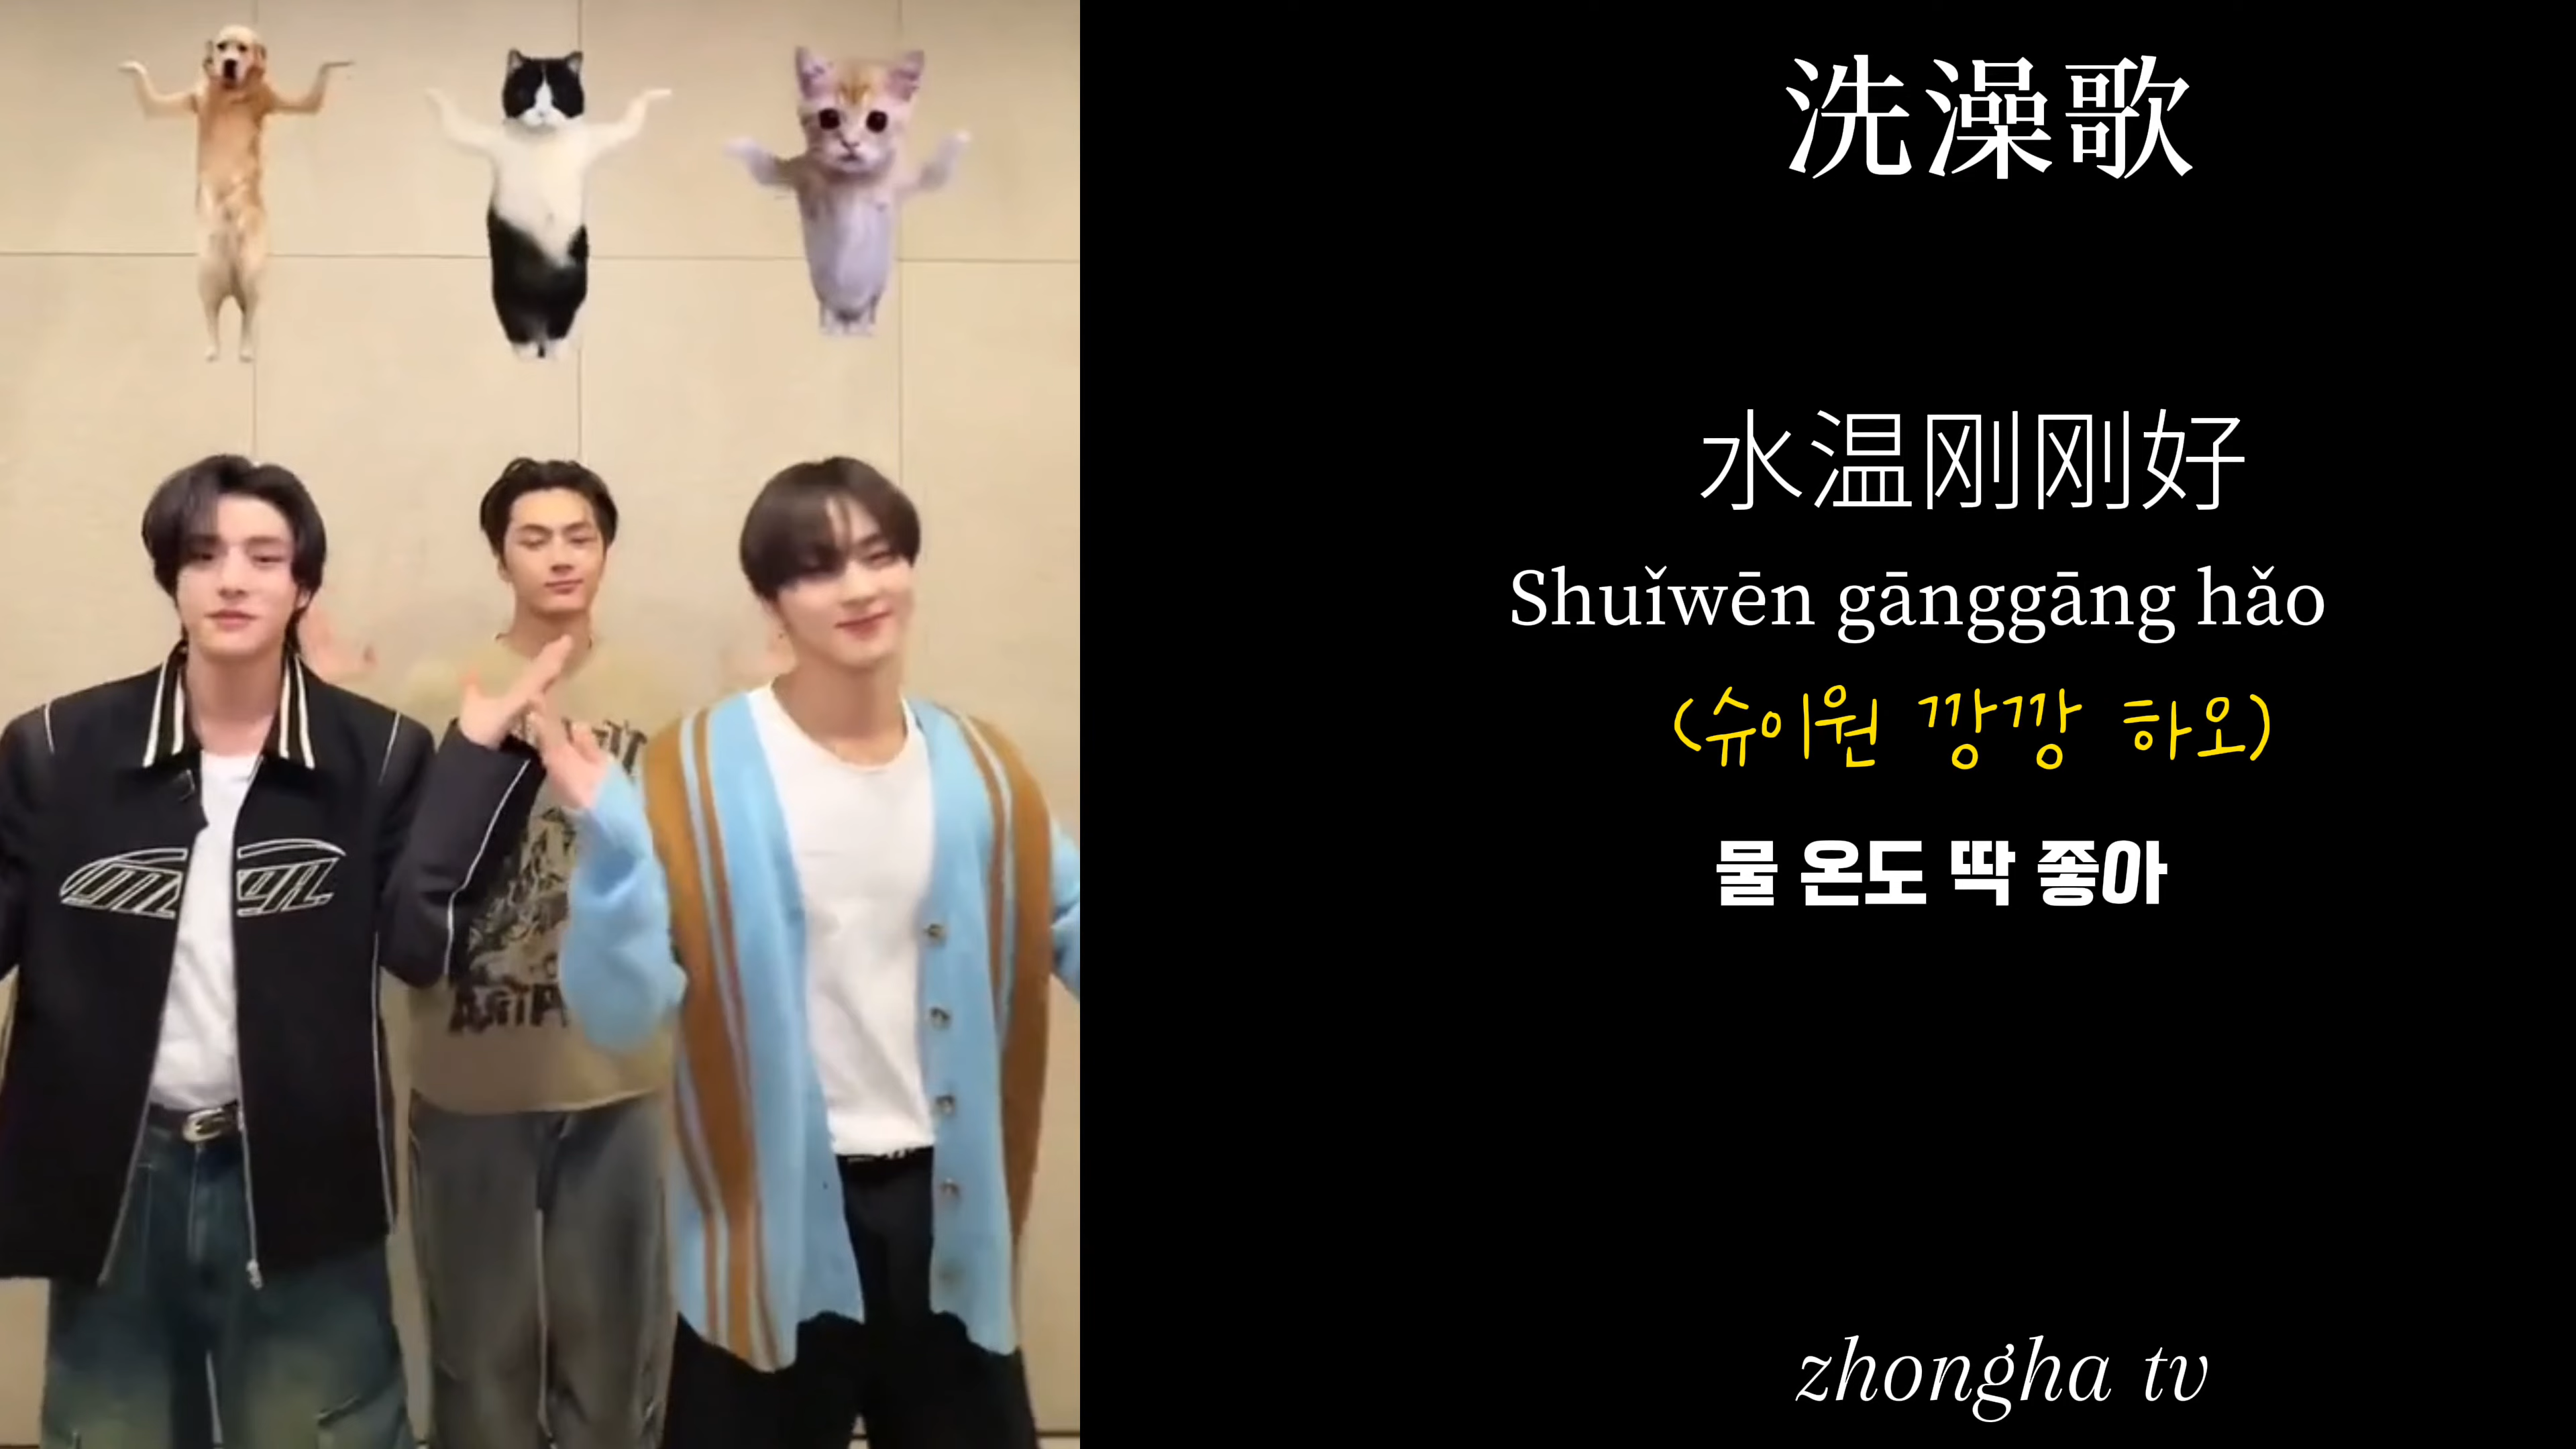 洗澡歌
水温刚刚好
Shuǐwēn gānggāng hǎo
(슈이원 깡깡 하오)
물 온도 딱 좋아
zhongha tv